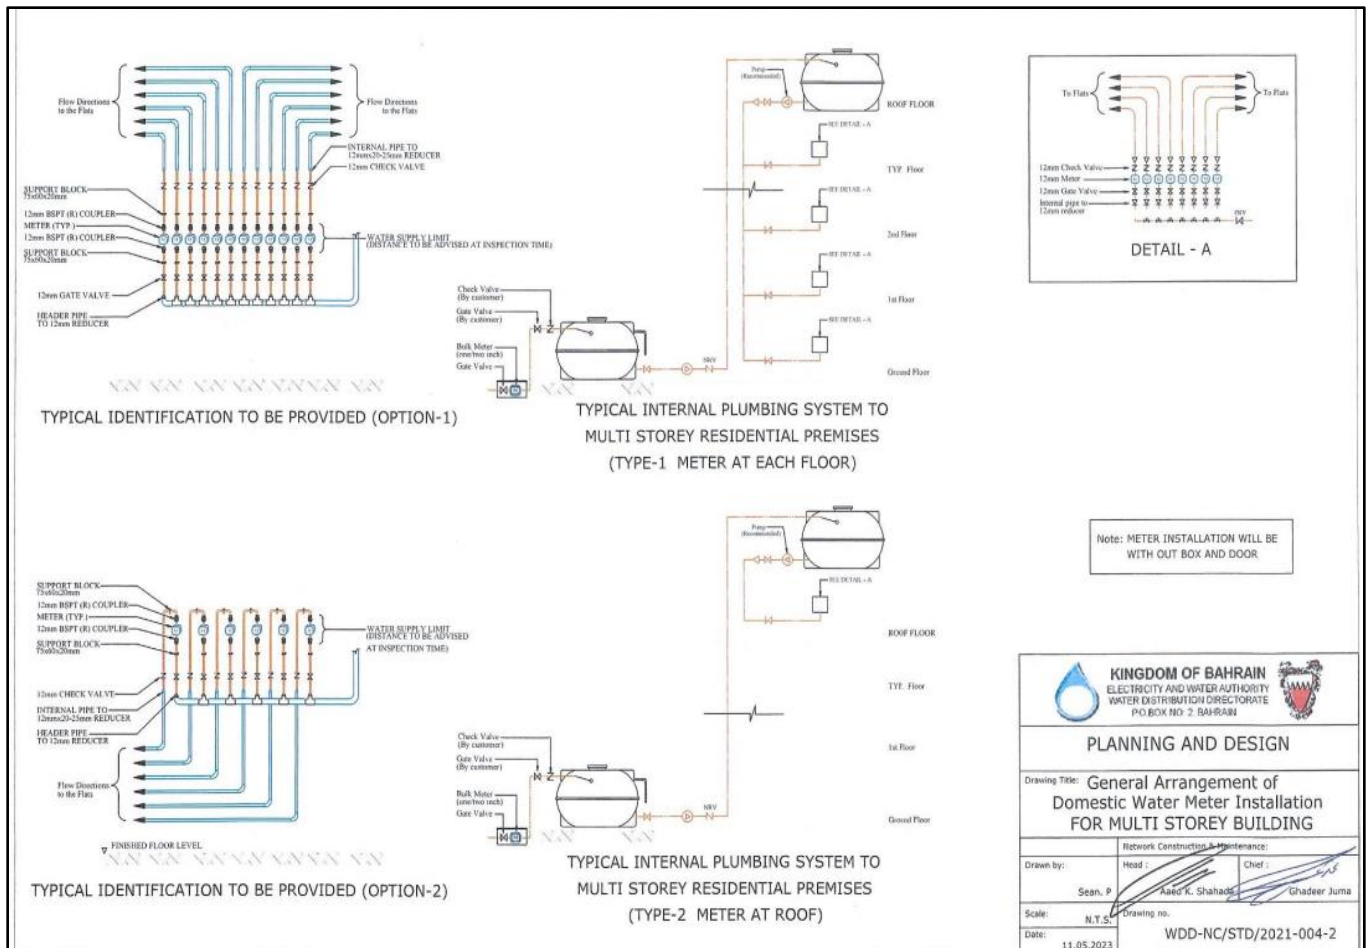 Flow Directions
to the Flats
Flow Directions
to the Flats
INTERNAL PIPE TO
12mmx20-25mm REDUCER
12mm CHECK VALVE
SUPPORT BLOCK
75x60x20mm
12mm BSPT (R) COUPLER
METER (TYP.)
12mm BSPT (R) COUPLER
SUPPORT BLOCK
75x60x20mm
WATER SUPPLY LIMIT
(DISTANCE TO BE ADVISED AT INSPECTION TIME)
12mm GATE VALVE
HEADER PIPE
TO 12mm REDUCER
TYPICAL IDENTIFICATION TO BE PROVIDED (OPTION-1)
Pump
(Recommended)
ROOF FLOOR
SEE DETAIL - A
TYP. Floor
SEE DETAIL - A
2nd Floor
SEE DETAIL - A
1st Floor
SEE DETAIL - A
Ground Floor
Check Valve
(By customer)
Gate Valve
(By customer)
Bulk Meter
(one/two inch)
Gate Valve
NRV
TYPICAL INTERNAL PLUMBING SYSTEM TO
MULTI STOREY RESIDENTIAL PREMISES
(TYPE-1 METER AT EACH FLOOR)
To Flats
To Flats
12mm Check Valve
12mm Meter
12mm Gate Valve
Internal pipe to
12mm reducer
NRV
DETAIL - A
SUPPORT BLOCK
75x60x20mm
12mm BSPT (R) COUPLER
METER (TYP.)
12mm BSPT (R) COUPLER
SUPPORT BLOCK
75x60x20mm
WATER SUPPLY LIMIT
(DISTANCE TO BE ADVISED
AT INSPECTION TIME)
12mm CHECK VALVE
INTERNAL PIPE TO
12mmx20-25mm REDUCER
HEADER PIPE
TO 12mm REDUCER
Flow Directions
to the Flats
FINISHED FLOOR LEVEL
TYPICAL IDENTIFICATION TO BE PROVIDED (OPTION-2)
Pump
(Recommended)
SEE DETAIL - A
ROOF FLOOR
TYP. Floor
1st Floor
Ground Floor
Check Valve
(By customer)
Gate Valve
(By customer)
Bulk Meter
(one/two inch)
Gate Valve
NRV
TYPICAL INTERNAL PLUMBING SYSTEM TO
MULTI STOREY RESIDENTIAL PREMISES
(TYPE-2 METER AT ROOF)
Note: METER INSTALLATION WILL BE
WITH OUT BOX AND DOOR
KINGDOM OF BAHRAIN
ELECTRICITY AND WATER AUTHORITY
WATER DISTRIBUTION DIRECTORATE
P.O.BOX NO: 2. BAHRAIN
PLANNING AND DESIGN
Drawing Title: General Arrangement of
Domestic Water Meter Installation
FOR MULTI STOREY BUILDING
Network Construction & Maintenance:
Drawn by: Head : Chief :
Sean. P Aaed K. Shahada Ghadeer Juma
Scale: N.T.S. Drawing no.
Date: 11.05.2023 WDD-NC/STD/2021-004-2